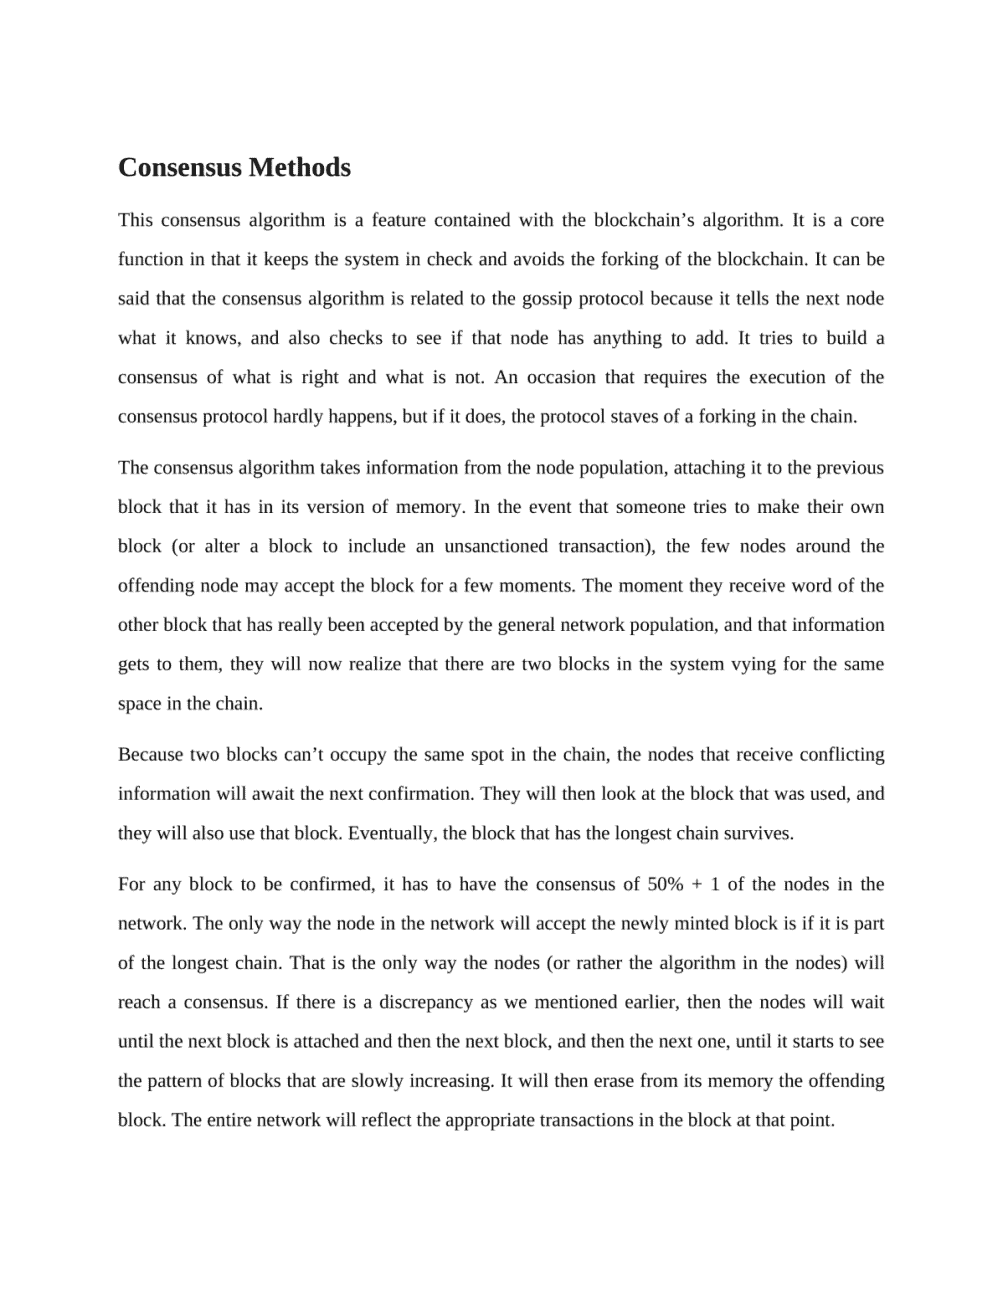 Consensus Methods
This consensus algorithm is a feature contained with the blockchain’s algorithm. It is a core
function in that it keeps the system in check and avoids the forking of the blockchain. It can be
said that the consensus algorithm is related to the gossip protocol because it tells the next node
what it knows, and also checks to see if that node has anything to add. It tries to build a
consensus of what is right and what is not. An occasion that requires the execution of the
consensus protocol hardly happens, but if it does, the protocol staves of a forking in the chain.
The consensus algorithm takes information from the node population, attaching it to the previous
block that it has in its version of memory. In the event that someone tries to make their own
block (or alter a block to include an unsanctioned transaction), the few nodes around the
offending node may accept the block for a few moments. The moment they receive word of the
other block that has really been accepted by the general network population, and that information
gets to them, they will now realize that there are two blocks in the system vying for the same
space in the chain.
Because two blocks can’t occupy the same spot in the chain, the nodes that receive conflicting
information will await the next confirmation. They will then look at the block that was used, and
they will also use that block. Eventually, the block that has the longest chain survives.
For any block to be confirmed, it has to have the consensus of 50% + 1 of the nodes in the
network. The only way the node in the network will accept the newly minted block is if it is part
of the longest chain. That is the only way the nodes (or rather the algorithm in the nodes) will
reach a consensus. If there is a discrepancy as we mentioned earlier, then the nodes will wait
until the next block is attached and then the next block, and then the next one, until it starts to see
the pattern of blocks that are slowly increasing. It will then erase from its memory the offending
block. The entire network will reflect the appropriate transactions in the block at that point.